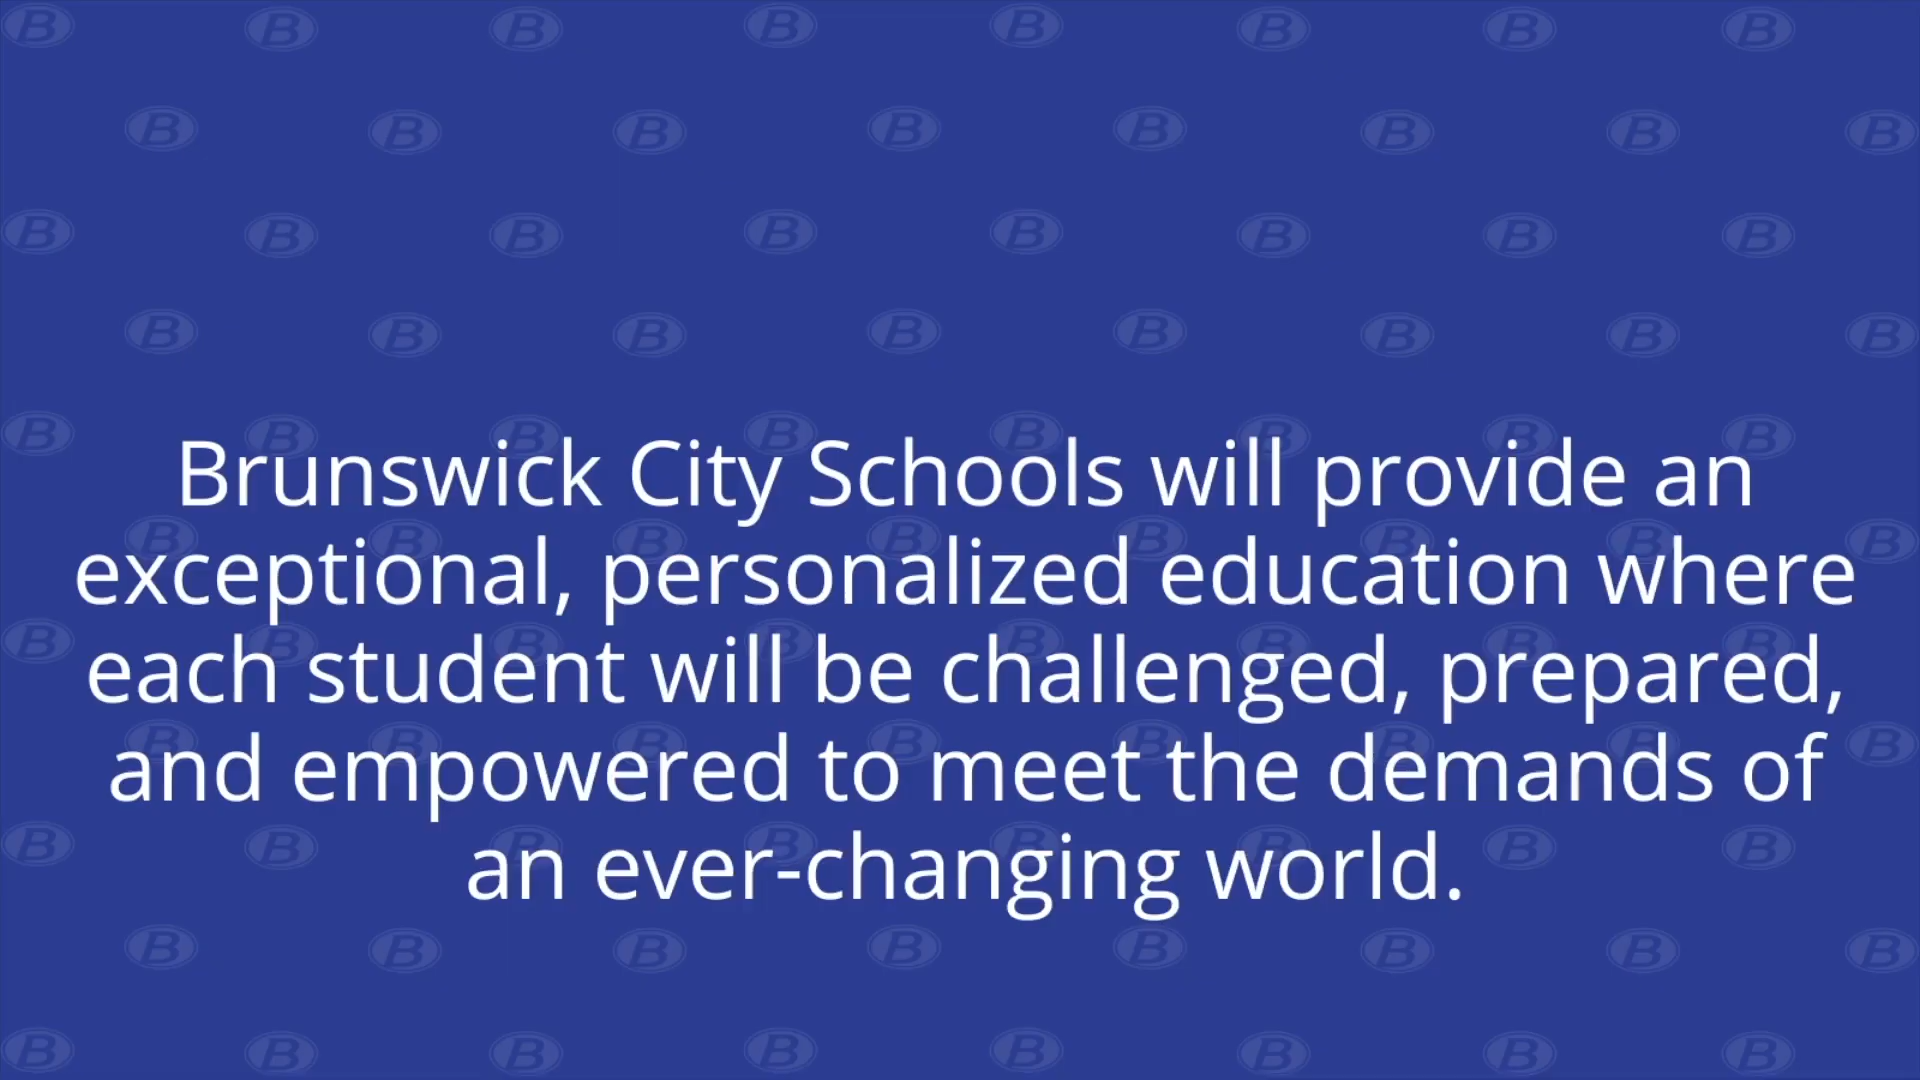 Brunswick City Schools will provide an
exceptional, personalized education where
each student will be challenged, prepared,
and empowered to meet the demands of
an ever-changing world.